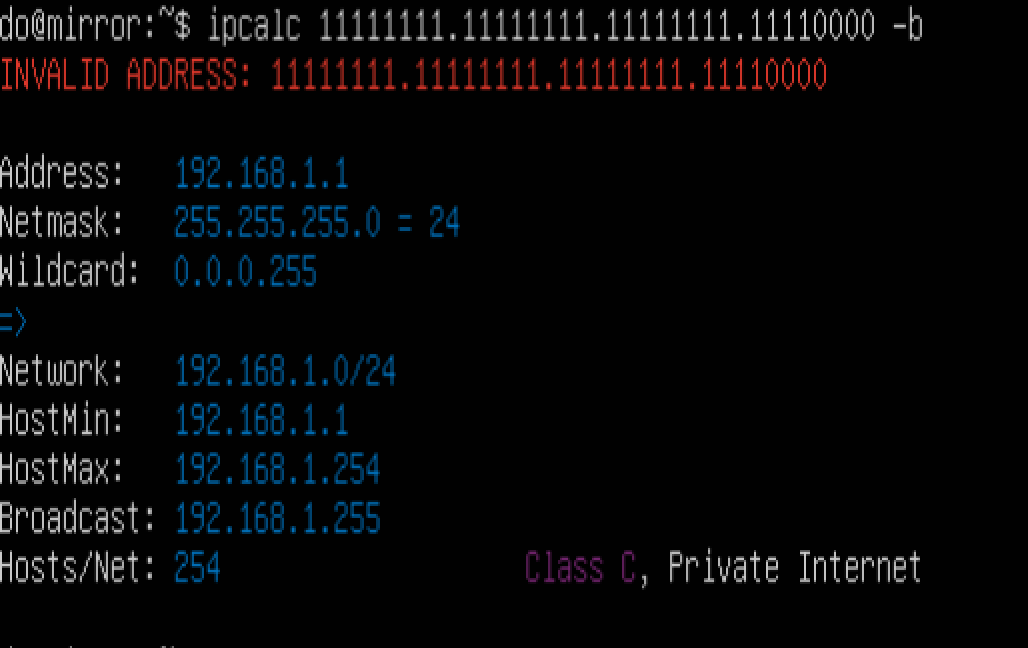 do@mirror:~$ ipcalc 11111111.11111111.11111111.11110000 -b
INVALID ADDRESS: 11111111.11111111.11111111.11110000
Address: 192.168.1.1
Netmask: 255.255.255.0 = 24
Wildcard: 0.0.0.255
=>
Network: 192.168.1.0/24
HostMin: 192.168.1.1
HostMax: 192.168.1.254
Broadcast: 192.168.1.255
Hosts/Net: 254 Class C, Private Internet